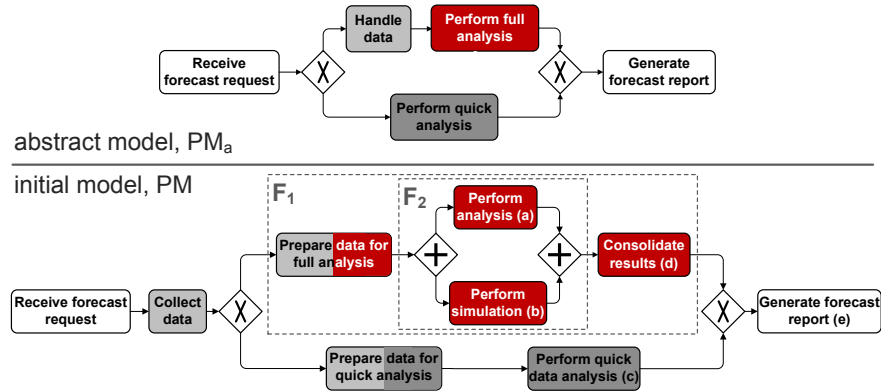 Handle
data
Perform full
analysis
Receive
forecast request
X
X
Generate
forecast report
Perform quick
analysis
abstract model, PMa
initial model, PM
F1
F2
Perform
analysis (a)
Prepare data for
full analysis
+
+
Consolidate
results (d)
Perform
simulation (b)
Receive forecast
request
Collect
data
X
X
Generate forecast
report (e)
Prepare data for
quick analysis
Perform quick
data analysis (c)